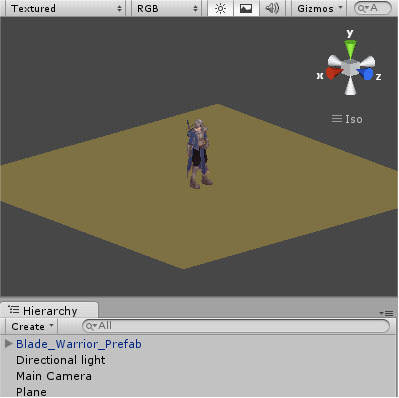 Textured RGB Gizmos A
y
x z
Iso
Hierarchy
Create All
Blade_Warrior_Prefab
Directional light
Main Camera
Plane